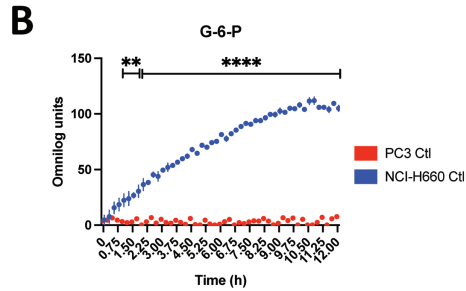 B
G-6-P
** ****
150
100
50
0
Omnilog units
0 0.75 1.50 2.25 3.00 3.75 4.50 5.25 6.00 6.75 7.50 8.25 9.00 9.75 10.50 11.25 12.00
Time (h)
PC3 Ctl
NCI-H660 Ctl